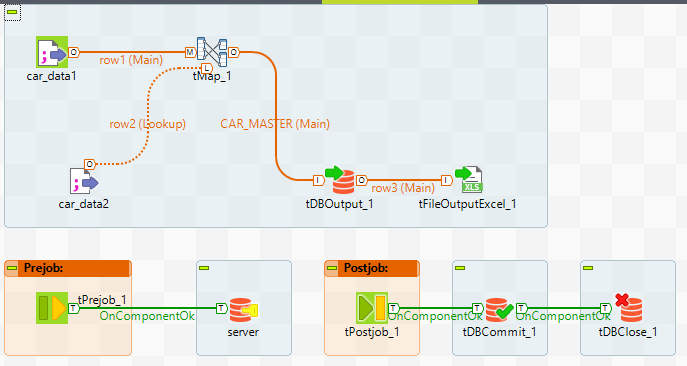 O
row1 (Main)
M
O
L
car_data1
tMap_1
row2 (Lookup)
CAR_MASTER (Main)
O
car_data2
I
O
row3 (Main)
I
XLS
tDBOutput_1
tFileOutputExcel_1
Prejob:
Postjob:
tPrejob_1
T
OnComponentOk
T
server
T
OnComponentOk
T
T
OnComponentOk
T
tPostjob_1
tDBCommit_1
tDBClose_1